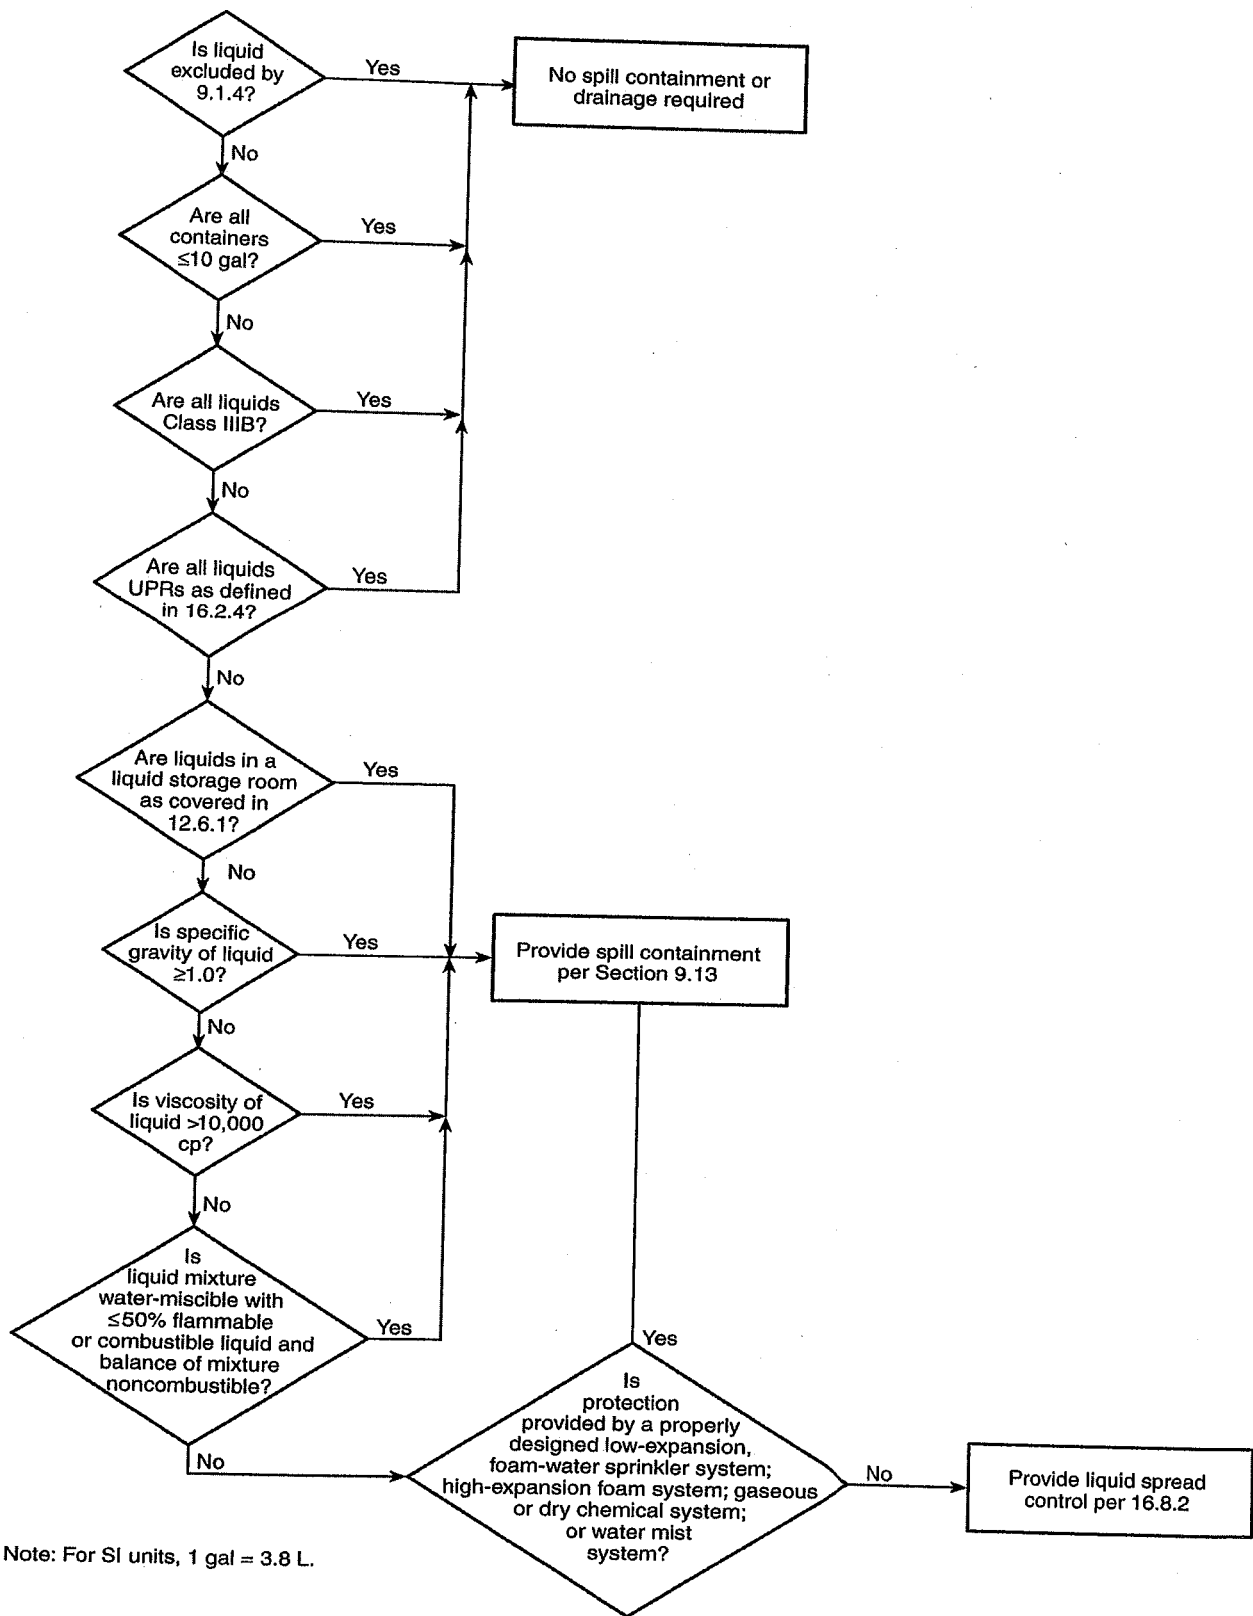 Is liquid
excluded by
9.1.4?
Yes
No spill containment or
drainage required
No
Are all
containers
≤10 gal?
Yes
No
Are all liquids
Class IIIB?
Yes
No
Are all liquids
UPRs as defined
in 16.2.4?
Yes
No
Are liquids in a
liquid storage room
as covered in
12.6.1?
Yes
No
Is specific
gravity of liquid
≥1.0?
Yes
Provide spill containment
per Section 9.13
No
Is viscosity of
liquid >10,000
cp?
Yes
No
Is
liquid mixture
water-miscible with
≤50% flammable
or combustible liquid and
balance of mixture
noncombustible?
Yes
No
Yes
Is
protection
provided by a properly
designed low-expansion,
foam-water sprinkler system;
high-expansion foam system; gaseous
or dry chemical system;
or water mist
system?
No
Provide liquid spread
control per 16.8.2
Note: For SI units, 1 gal = 3.8 L.